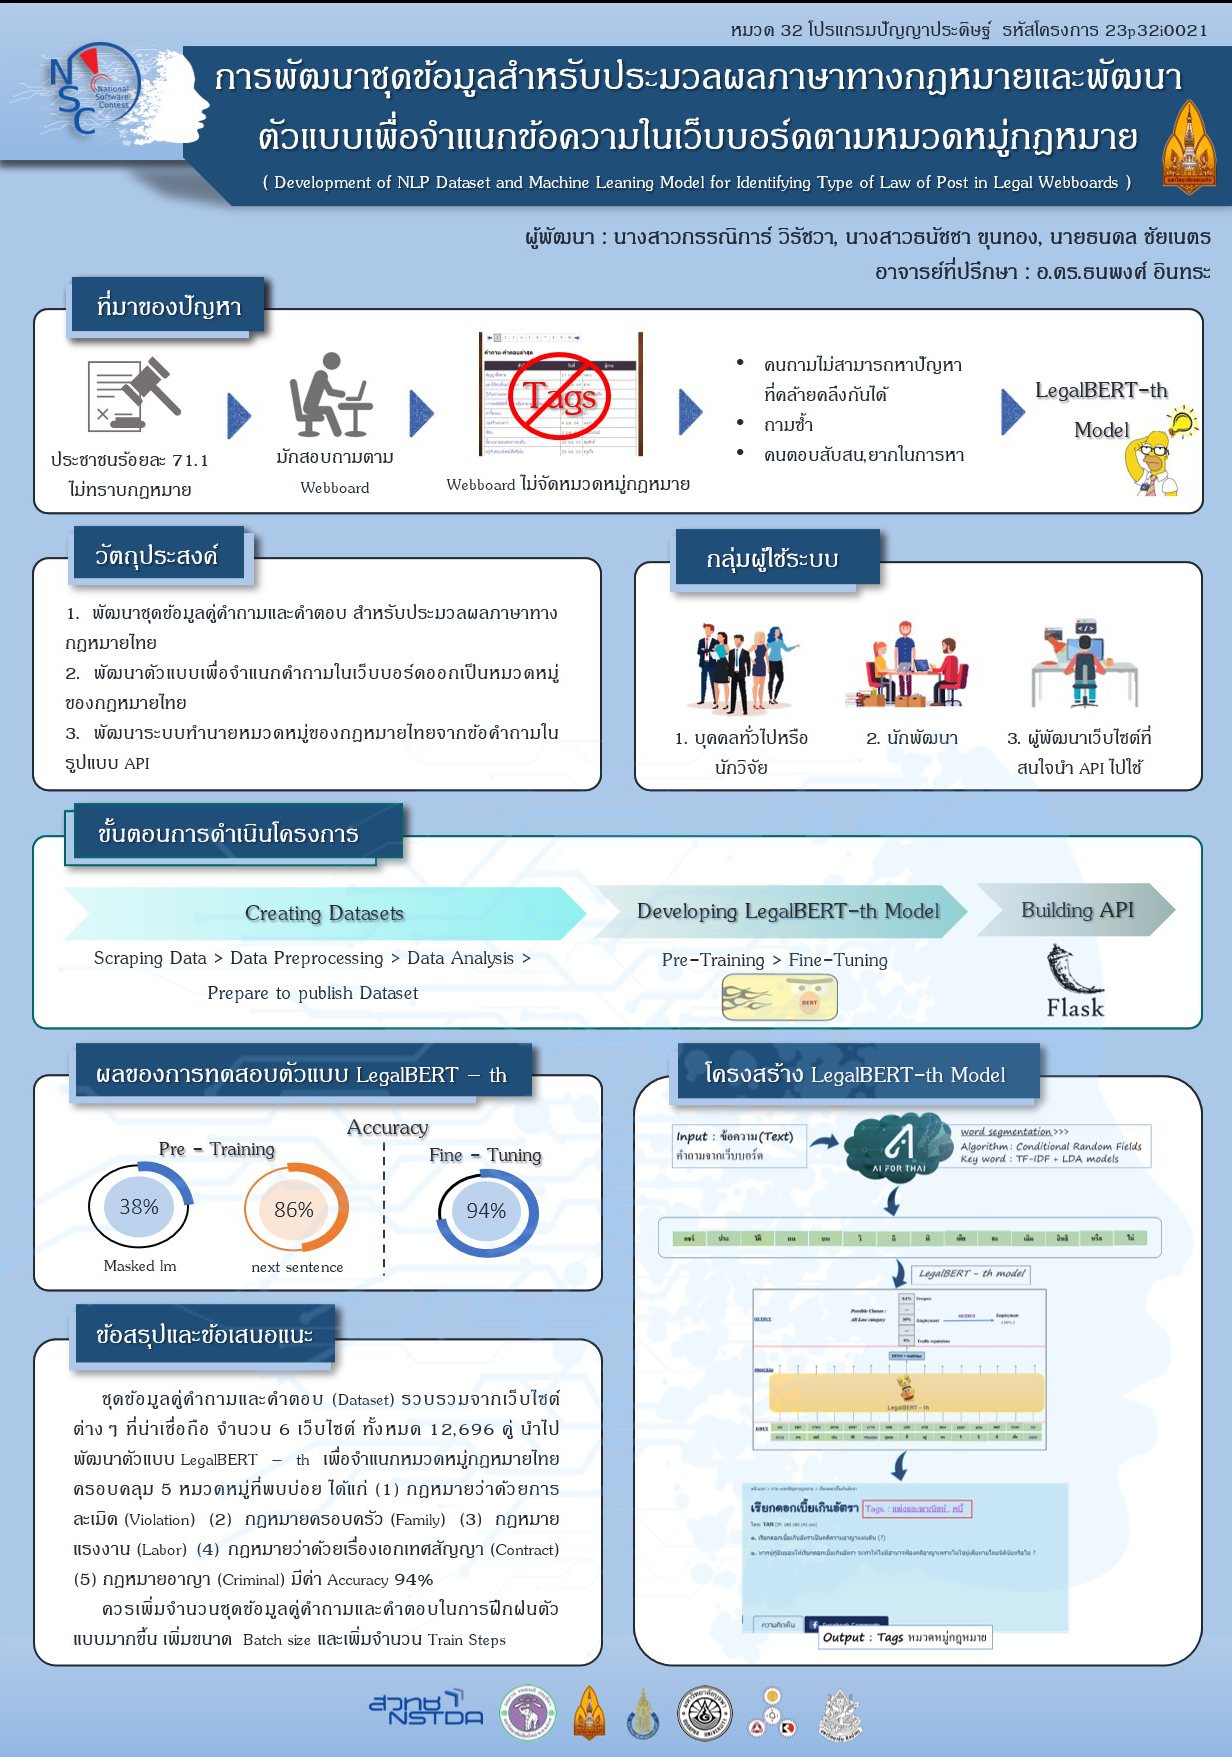 หมวด 32 โปรแกรมปัญญาประดิษฐ์ รหัสโครงการ 23p32i0021
NSC
National
Software
Contest
การพัฒนาชุดข้อมูลสำหรับประมวลผลภาษาทางกฎหมายและพัฒนา
ตัวแบบเพื่อจำแนกข้อความในเว็บบอร์ดตามหมวดหมู่กฎหมาย
( Development of NLP Dataset and Machine Leaning Model for Identifying Type of Law of Post in Legal Webboards )
ผู้พัฒนา : นางสาวกรรณิการ์ วิรัชวา, นางสาวธนัชชา ขุนทอง, นายธนดล ชัยเนตร
อาจารย์ที่ปรึกษา : อ.ดร.ธนพงศ์ อินทระ
ที่มาของปัญหา
ประชาชนร้อยละ 71.1
ไม่ทราบกฎหมาย
มักสอบถามตาม
Webboard
Tags
Webboard ไม่จัดหมวดหมู่กฎหมาย
• คนถามไม่สามารถหาปัญหา
ที่คล้ายคลึงกันได้
• ถามซ้ำ
• คนตอบสับสน,ยากในการหา
LegalBERT-th
Model
วัตถุประสงค์
1. พัฒนาชุดข้อมูลคู่คำถามและคำตอบ สำหรับประมวลผลภาษาทาง
กฎหมายไทย
2. พัฒนาตัวแบบเพื่อจำแนกคำถามในเว็บบอร์ดออกเป็นหมวดหมู่
ของกฎหมายไทย
3. พัฒนาระบบทำนายหมวดหมู่ของกฎหมายไทยจากข้อคำถามใน
รูปแบบ API
กลุ่มผู้ใช้ระบบ
1. บุคคลทั่วไปหรือ
นักวิจัย
2. นักพัฒนา
3. ผู้พัฒนาเว็บไซต์ที่
สนใจนำ API ไปใช้
ขั้นตอนการดำเนินโครงการ
Creating Datasets
Scraping Data > Data Preprocessing > Data Analysis >
Prepare to publish Dataset
Developing LegalBERT-th Model
Pre-Training > Fine-Tuning
BERT
Building API
Flask
ผลของการทดสอบตัวแบบ LegalBERT – th
Accuracy
Pre - Training
Fine - Tuning
38%
86%
94%
Masked lm
next sentence
ข้อสรุปและข้อเสนอแนะ
ชุดข้อมูลคู่คำถามและคำตอบ (Dataset) รวบรวมจากเว็บไซต์
ต่าง ๆ ที่น่าเชื่อถือ จำนวน 6 เว็บไซต์ ทั้งหมด 12,696 คู่ นำไป
พัฒนาตัวแบบ LegalBERT – th เพื่อจำแนกหมวดหมู่กฎหมายไทย
ครอบคลุม 5 หมวดหมู่ที่พบบ่อย ได้แก่ (1) กฎหมายว่าด้วยการ
ละเมิด (Violation) (2) กฎหมายครอบครัว (Family) (3) กฎหมาย
แรงงาน (Labor) (4) กฎหมายว่าด้วยเรื่องเอกเทศสัญญา (Contract)
(5) กฎหมายอาญา (Criminal) มีค่า Accuracy 94%
ควรเพิ่มจำนวนชุดข้อมูลคู่คำถามและคำตอบในการฝึกฝนตัว
แบบมากขึ้น เพิ่มขนาด Batch size และเพิ่มจำนวน Train Steps
โครงสร้าง LegalBERT-th Model
Input : ข้อความ(Text)
คำถามจากเว็บบอร์ด
AI FOR THAI
word segmentation>>>
Algorithm: Conditional Random Fields
Key word : TF-IDF + LDA models
LegalBERT - th model
Possible Classes :
All Law category
OUTPUT
Employment
PROCESS
LegalBERT - th
INPUT
เรียกดอกเบี้ยเกินอัตรา
Tags : แพ่งและพาณิชย์ , หนี้
ความคิดเห็น
Output : Tags หมวดหมู่กฎหมาย
สวทช
NSTDA